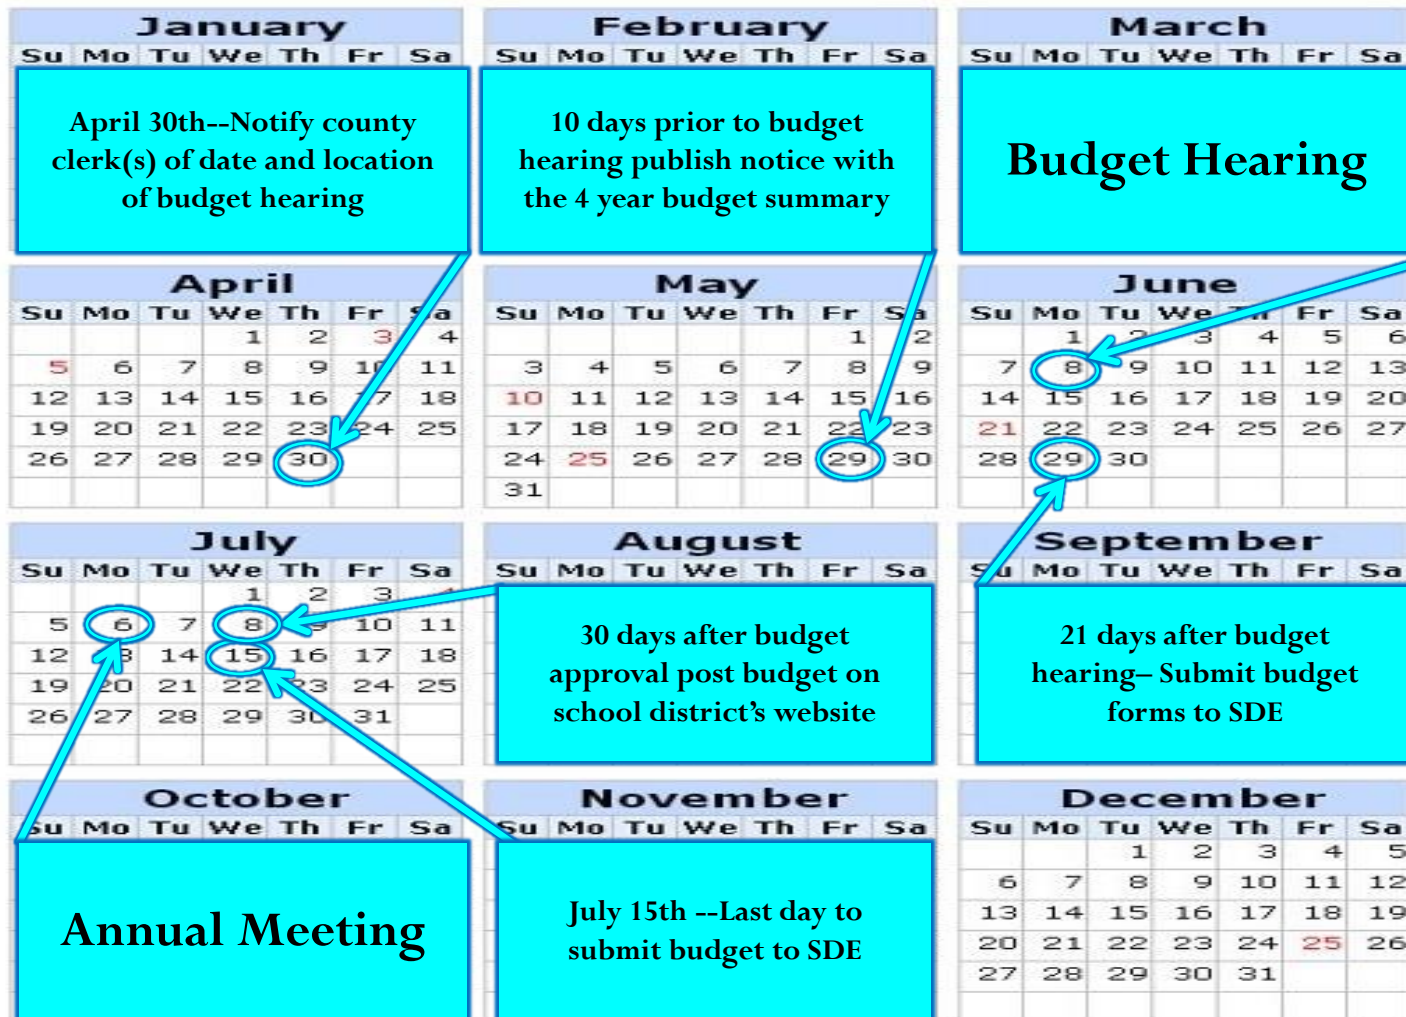 January
Su Mo Tu We Th Fr Sa
April 30th--Notify county
clerk(s) of date and location
of budget hearing
February
Su Mo Tu We Th Fr Sa
10 days prior to budget
hearing publish notice with
the 4 year budget summary
March
Su Mo Tu We Th Fr Sa
Budget Hearing
April
Su Mo Tu We Th Fr Sa
1 2 3 4
5 6 7 8 9 10 11
12 13 14 15 16 17 18
19 20 21 22 23 24 25
26 27 28 29 30
May
Su Mo Tu We Th Fr Sa
1 2
3 4 5 6 7 8 9
10 11 12 13 14 15 16
17 18 19 20 21 22 23
24 25 26 27 28 29 30
31
June
Su Mo Tu We Th Fr Sa
1 2 3 4 5 6
7 8 9 10 11 12 13
14 15 16 17 18 19 20
21 22 23 24 25 26 27
28 29 30
July
Su Mo Tu We Th Fr Sa
1 2 3
5 6 7 8 9 10 11
12 13 14 15 16 17 18
19 20 21 22 23 24 25
26 27 28 29 30 31
August
Su Mo Tu We Th Fr Sa
30 days after budget
approval post budget on
school district’s website
September
Su Mo Tu We Th Fr Sa
21 days after budget
hearing– Submit budget
forms to SDE
October
Su Mo Tu We Th Fr Sa
Annual Meeting
November
Su Mo Tu We Th Fr Sa
July 15th --Last day to
submit budget to SDE
December
Su Mo Tu We Th Fr Sa
1 2 3 4 5
6 7 8 9 10 11 12
13 14 15 16 17 18 19
20 21 22 23 24 25 26
27 28 29 30 31